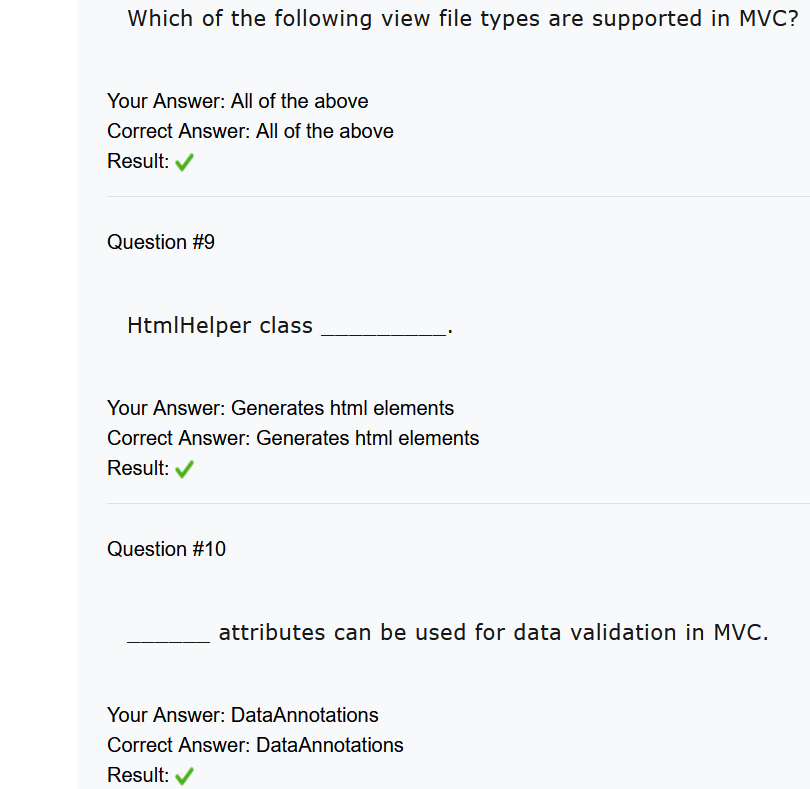 Which of the following view file types are supported in MVC?
Your Answer: All of the above
Correct Answer: All of the above
Result:
Question #9
HtmlHelper class _________.
Your Answer: Generates html elements
Correct Answer: Generates html elements
Result:
Question #10
______ attributes can be used for data validation in MVC.
Your Answer: DataAnnotations
Correct Answer: DataAnnotations
Result: